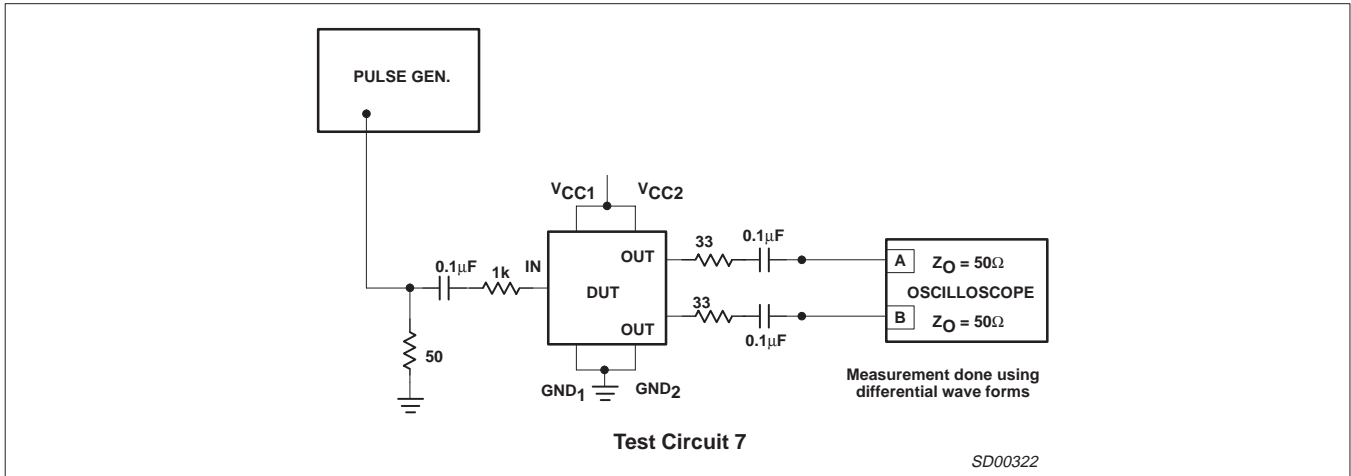 PULSE GEN.
VCC1 VCC2
0.1μF 1k IN
DUT
OUT
OUT
33 0.1μF
33 0.1μF
50
GND1 GND2
A ZO = 50Ω
OSCILLOSCOPE
B ZO = 50Ω
Measurement done using
differential wave forms
Test Circuit 7
SD00322